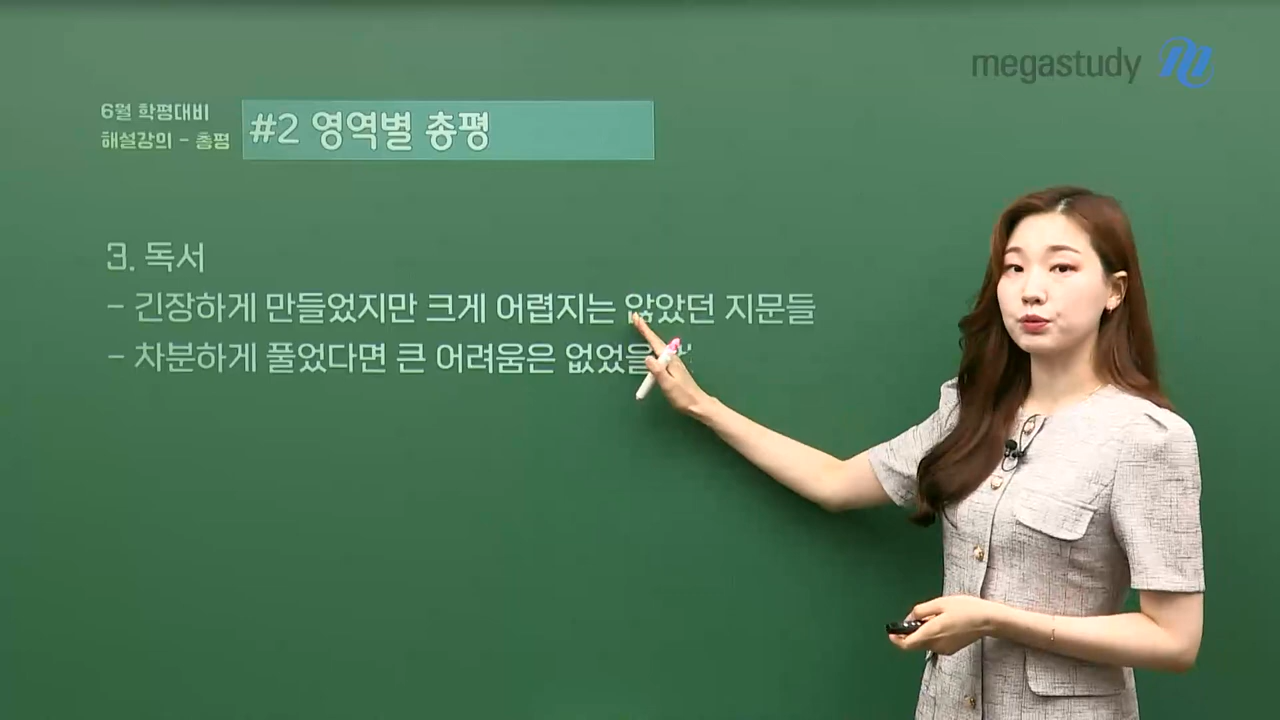 megastudy
6월 학평대비
해설강의 - 총평
#2 영역별 총평
3. 독서
- 긴장하게 만들었지만 크게 어렵지는 않았던 지문들
- 차분하게 풀었다면 큰 어려움은 없었을